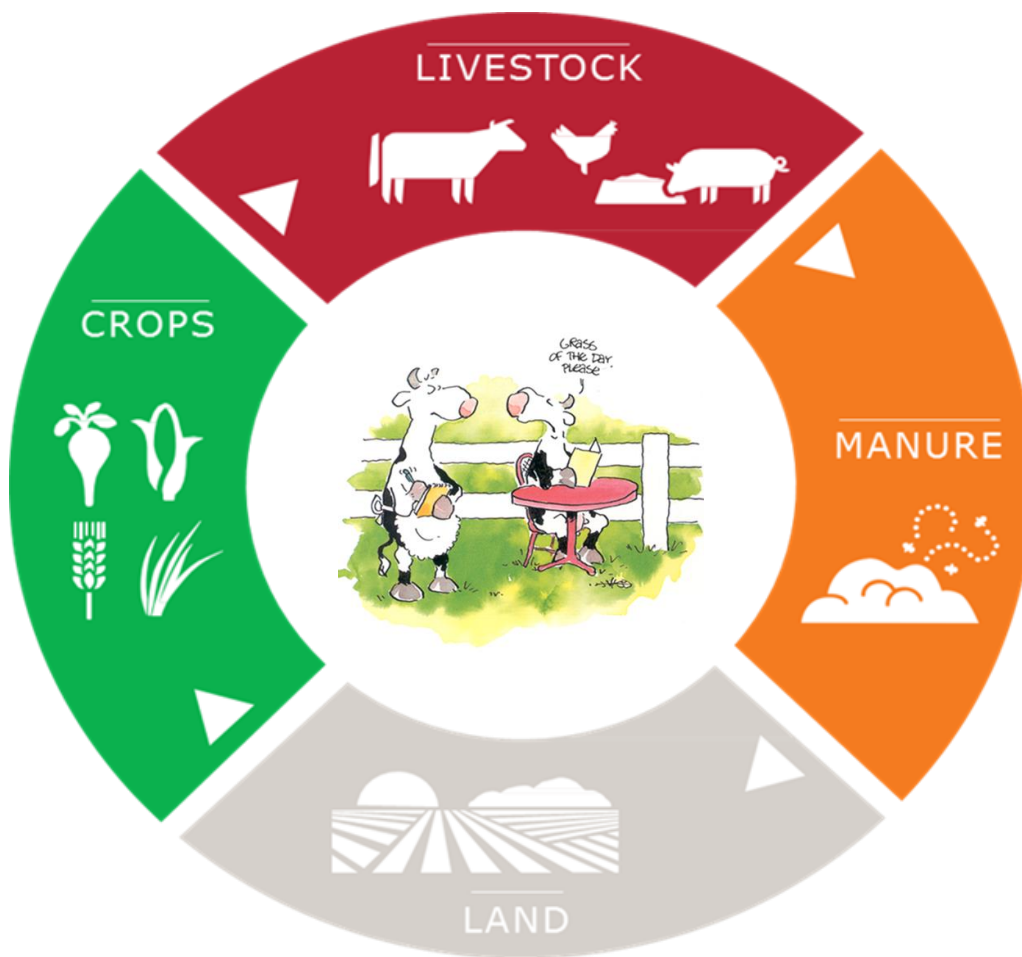 LIVESTOCK
CROPS
GRASS
OF THE DAY,
PLEASE
MANURE
LAND